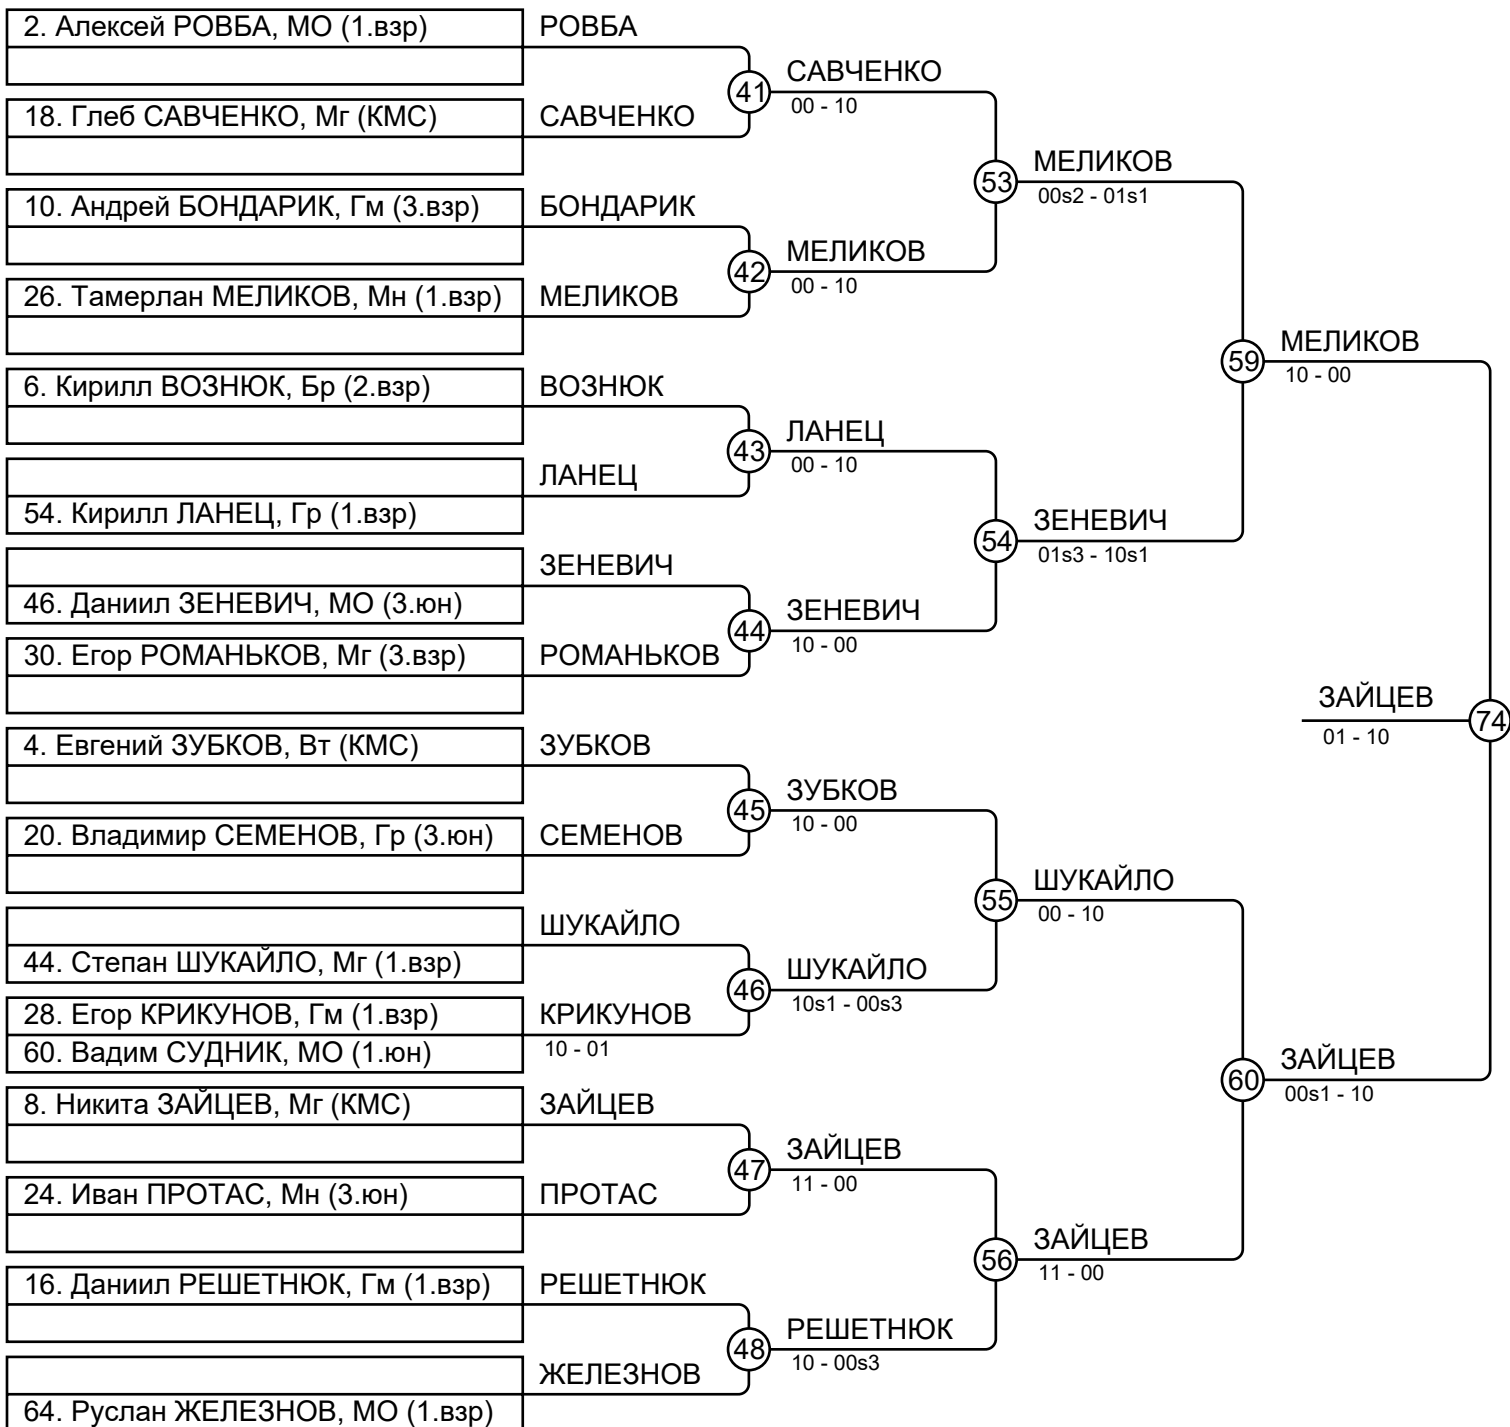 2. Алексей РОВБА, МО (1.взр)
РОВБА
41
САВЧЕНКО
00 - 10
18. Глеб САВЧЕНКО, Мг (КМС)
САВЧЕНКО
53
МЕЛИКОВ
00s2 - 01s1
10. Андрей БОНДАРИК, Гм (3.взр)
БОНДАРИК
42
МЕЛИКОВ
00 - 10
26. Тамерлан МЕЛИКОВ, Мн (1.взр)
МЕЛИКОВ
59
МЕЛИКОВ
10 - 00
6. Кирилл ВОЗНЮК, Бр (2.взр)
ВОЗНЮК
43
ЛАНЕЦ
00 - 10
ЛАНЕЦ
54. Кирилл ЛАНЕЦ, Гр (1.взр)
54
ЗЕНЕВИЧ
01s3 - 10s1
ЗЕНЕВИЧ
46. Даниил ЗЕНЕВИЧ, МО (3.юн)
44
ЗЕНЕВИЧ
10 - 00
30. Егор РОМАНЬКОВ, Мг (3.взр)
РОМАНЬКОВ
ЗАЙЦЕВ
74
01 - 10
4. Евгений ЗУБКОВ, Вт (КМС)
ЗУБКОВ
45
ЗУБКОВ
10 - 00
20. Владимир СЕМЕНОВ, Гр (3.юн)
СЕМЕНОВ
55
ШУКАЙЛО
00 - 10
ШУКАЙЛО
44. Степан ШУКАЙЛО, Мг (1.взр)
46
ШУКАЙЛО
10s1 - 00s3
28. Егор КРИКУНОВ, Гм (1.взр)
КРИКУНОВ
60. Вадим СУДНИК, МО (1.юн)
10 - 01
60
ЗАЙЦЕВ
00s1 - 10
8. Никита ЗАЙЦЕВ, Мг (КМС)
ЗАЙЦЕВ
47
ЗАЙЦЕВ
11 - 00
24. Иван ПРОТАС, Мн (3.юн)
ПРОТАС
56
ЗАЙЦЕВ
11 - 00
16. Даниил РЕШЕТНЮК, Гм (1.взр)
РЕШЕТНЮК
48
РЕШЕТНЮК
10 - 00s3
ЖЕЛЕЗНОВ
64. Руслан ЖЕЛЕЗНОВ, МО (1.взр)